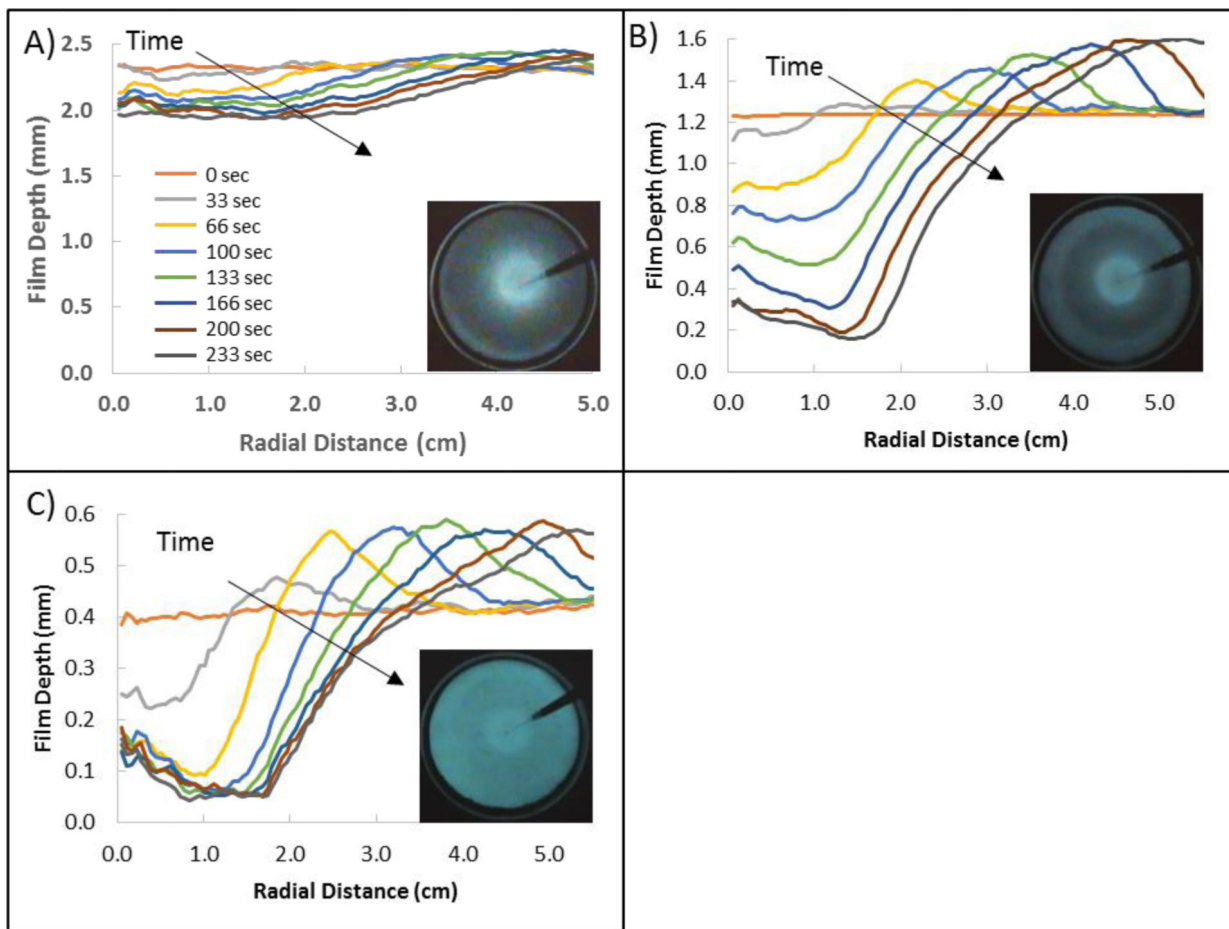 A)
Time
2.5
2.0
1.5
1.0
0.5
0.0
Film Depth (mm)
0 sec
33 sec
66 sec
100 sec
133 sec
166 sec
200 sec
233 sec
0.0 1.0 2.0 3.0 4.0 5.0
Radial Distance (cm)
B)
Time
1.6
1.4
1.2
1.0
0.8
0.6
0.4
0.2
0.0
Film Depth (mm)
0.0 1.0 2.0 3.0 4.0 5.0
Radial Distance (cm)
C)
Time
0.6
0.5
0.4
0.3
0.2
0.1
0.0
Film Depth (mm)
0.0 1.0 2.0 3.0 4.0 5.0
Radial Distance (cm)